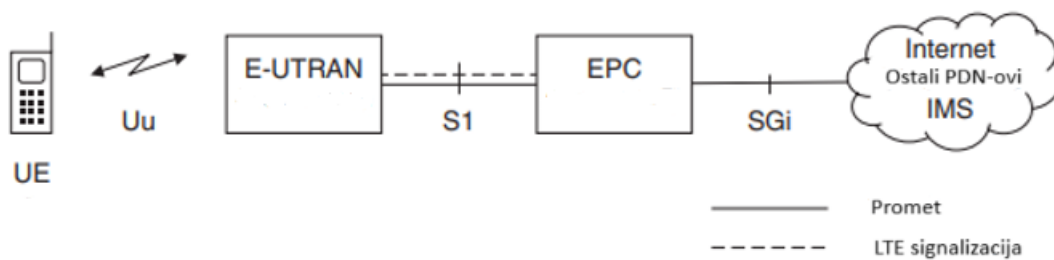 UE
Uu
E-UTRAN
S1
EPC
SGi
Internet
Ostali PDN-ovi
IMS
Promet
LTE signalizacija